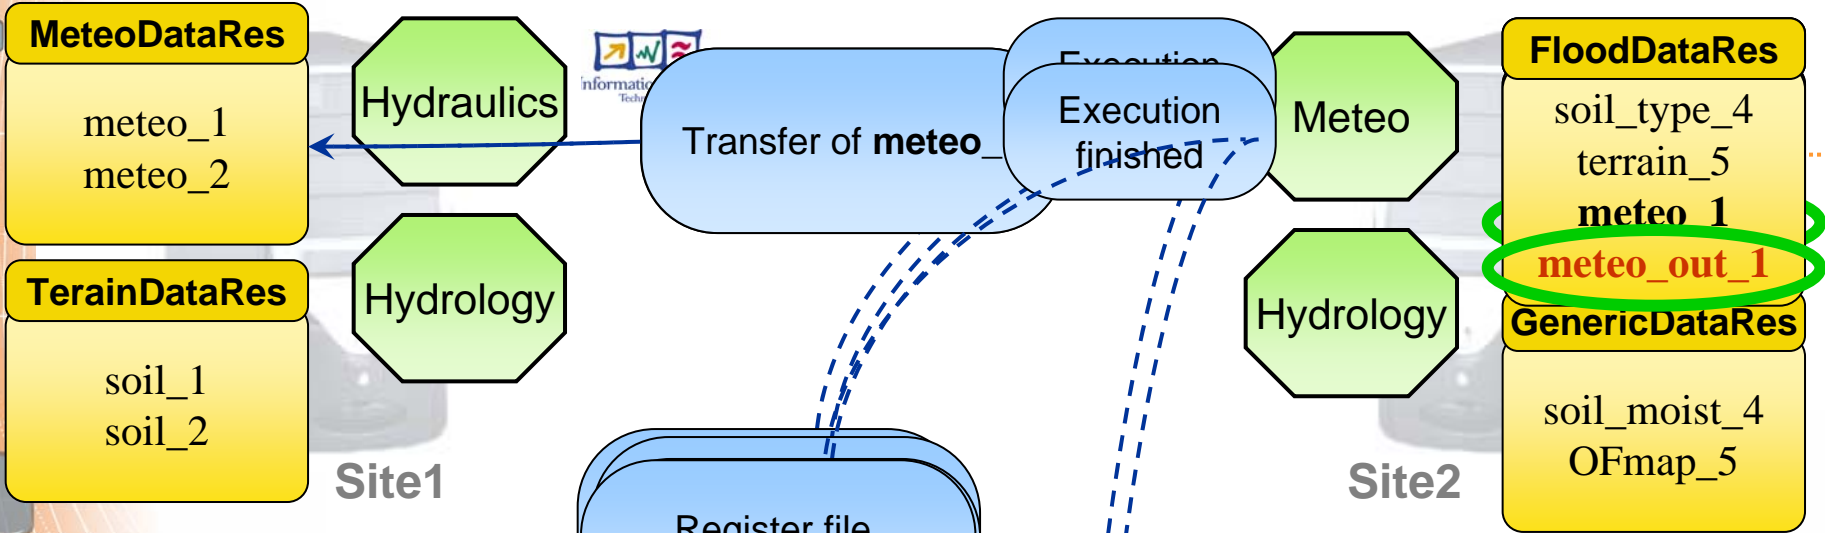 MeteoDataRes
meteo_1
meteo_2
TerainDataRes
soil_1
soil_2
Hydraulics
Hydrology
Site1
Transfer of meteo_
Execution
Execution
finished
Register file
Meteo
Hydrology
Site2
FloodDataRes
soil_type_4
terrain_5
meteo_1
meteo_out_1
GenericDataRes
soil_moist_4
OFmap_5